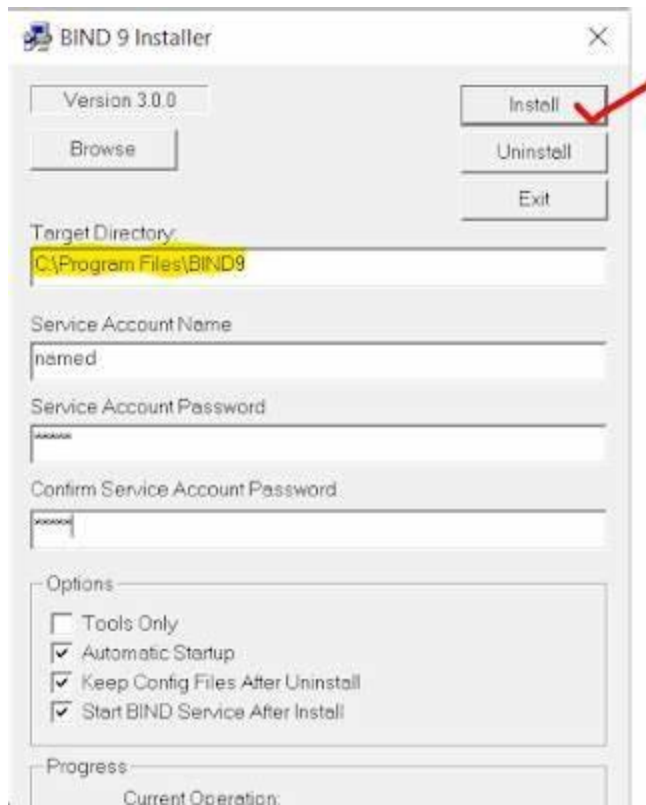 BIND 9 Installer
Version 3.0.0
Install
Browse
Uninstall
Exit
Target Directory:
C:\Program Files\BIND9
Service Account Name
named
Service Account Password
*****
Confirm Service Account Password
*****
Options
Tools Only
Automatic Startup
Keep Config Files After Uninstall
Start BIND Service After Install
Progress
Current Operation: